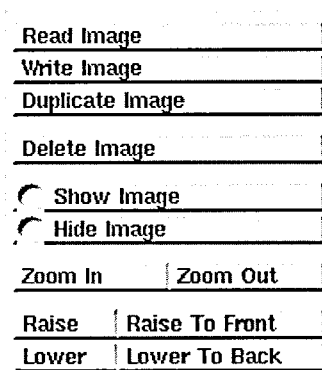 Read Image
Write Image
Duplicate Image
Delete Image
Show Image
Hide Image
Zoom In Zoom Out
Raise Raise To Front
Lower Lower To Back